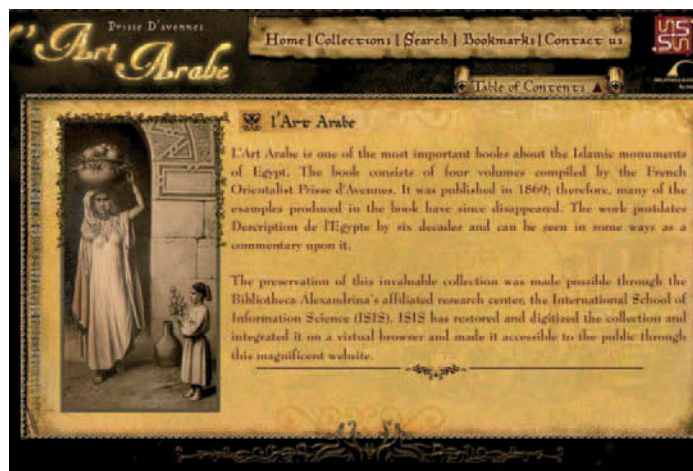 Prisse D'avennes
L'Art Arabe
Home | Collections | Search | Bookmarks | Contact us
Table of Contents
l'Art Arabe
L'Art Arabe is one of the most important books about the Islamic monuments
of Egypt. The book consists of four volumes compiled by the French
Orientalist Prisse d'Avennes. It was published in 1869; therefore, many of the
examples produced in the book have since disappeared. The work postdates
Description de l'Egypte by six decades and can be seen in some ways as a
commentary upon it.
The preservation of this invaluable collection was made possible through the
Bibliotheca Alexandrina's affiliated research center, the International School of
Information Science (ISIS). ISIS has restored and digitized the collection and
integrated it on a virtual browser and made it accessible to the public through
this magnificent website.